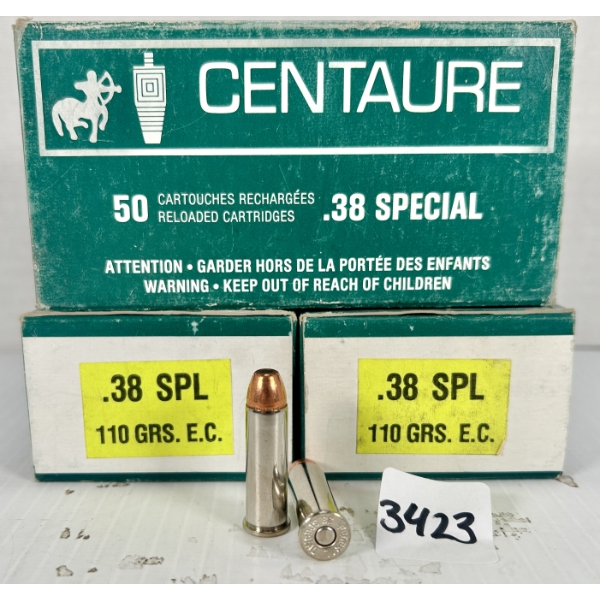 CENTAURE
50 CARTOUCHES RECHARGÉES
RELOADED CARTRIDGES
.38 SPECIAL
ATTENTION • GARDER HORS DE LA PORTÉE DES ENFANTS
WARNING • KEEP OUT OF REACH OF CHILDREN
.38 SPL
110 GRS. E.C.
.38 SPL
110 GRS. E.C.
3423